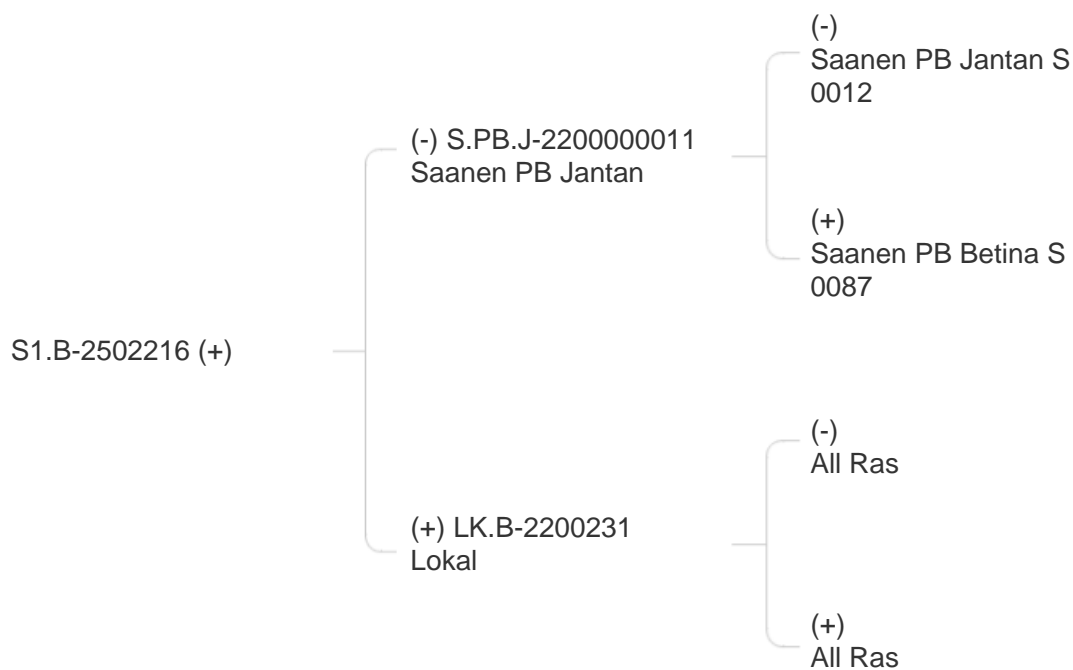 (-)
Saanen PB Jantan S
0012
(-) S.PB.J-2200000011
Saanen PB Jantan
(+)
Saanen PB Betina S
0087
S1.B-2502216 (+)
(-)
All Ras
(+) LK.B-2200231
Lokal
(+)
All Ras